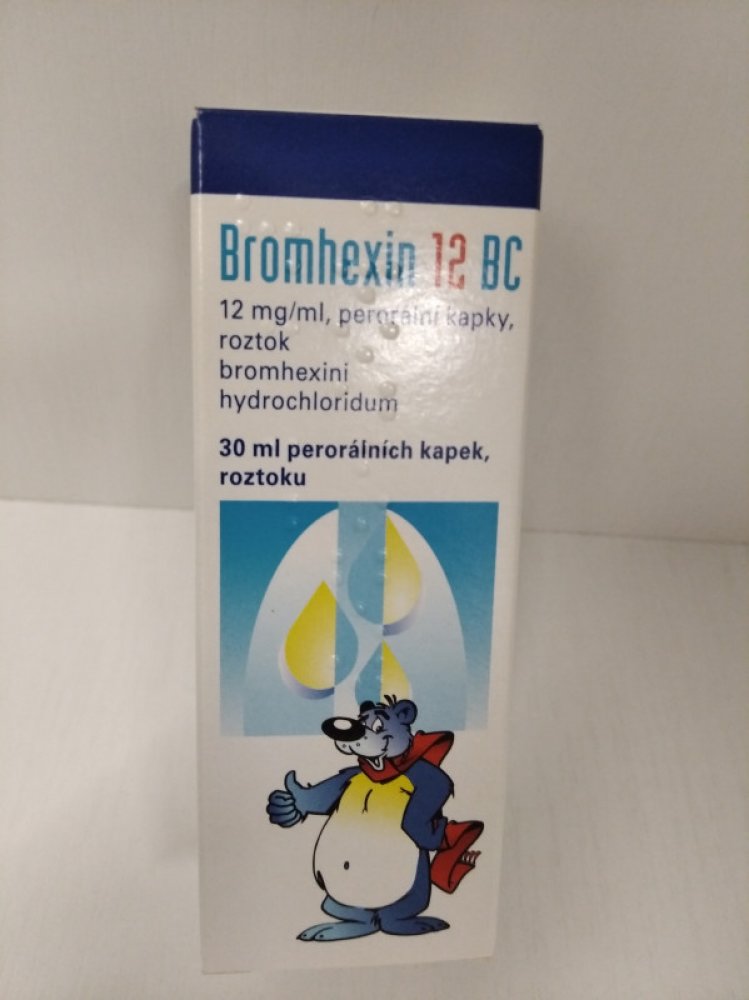 Bromhexin 12 BC
12 mg/ml, perorální kapky,
roztok
bromhexini
hydrochloridum
30 ml perorálních kapek,
roztoku